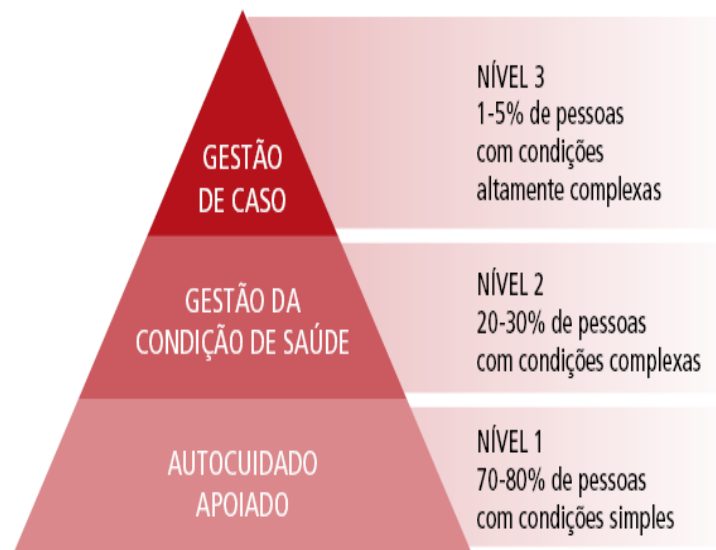 GESTÃO
DE CASO
NÍVEL 3
1-5% de pessoas
com condições
altamente complexas
GESTÃO DA
CONDIÇÃO DE SAÚDE
NÍVEL 2
20-30% de pessoas
com condições complexas
AUTOCUIDADO
APOIADO
NÍVEL 1
70-80% de pessoas
com condições simples